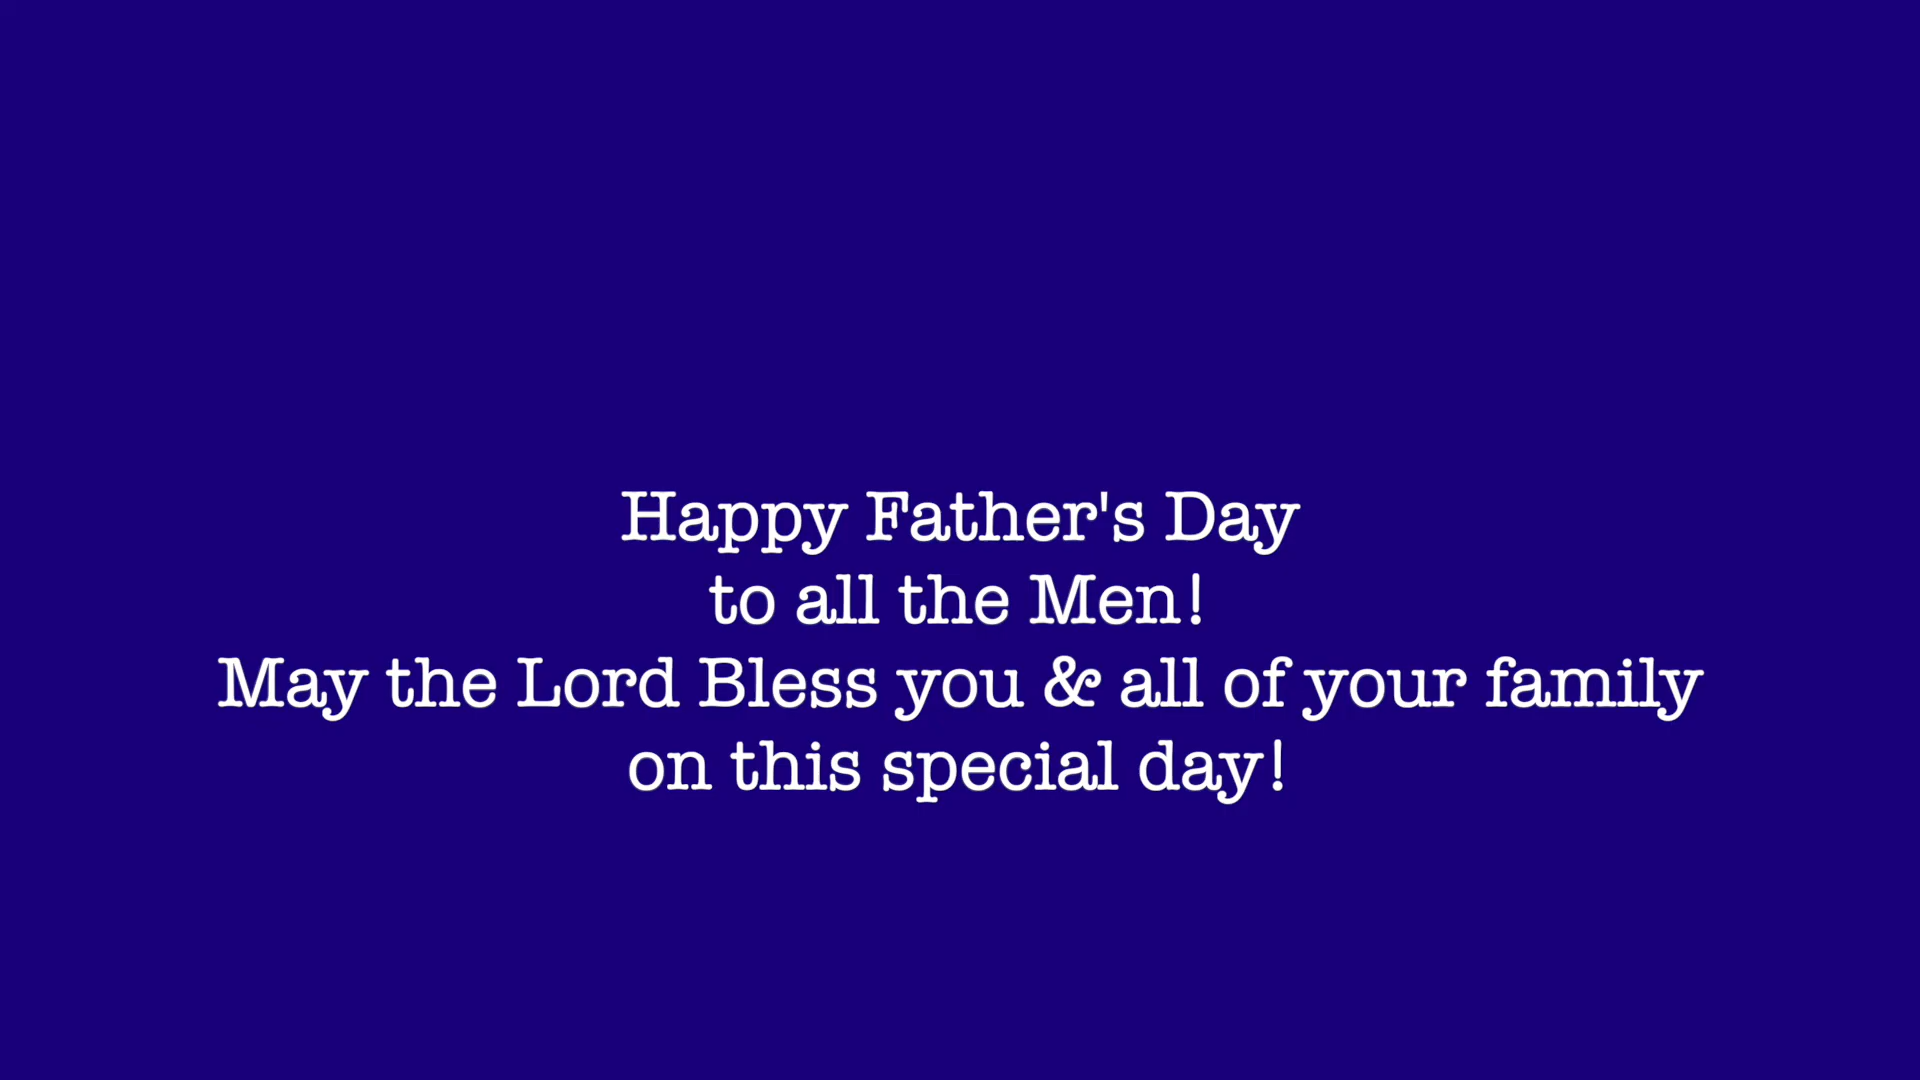 Happy Father's Day
to all the Men!
May the Lord Bless you & all of your family
on this special day!